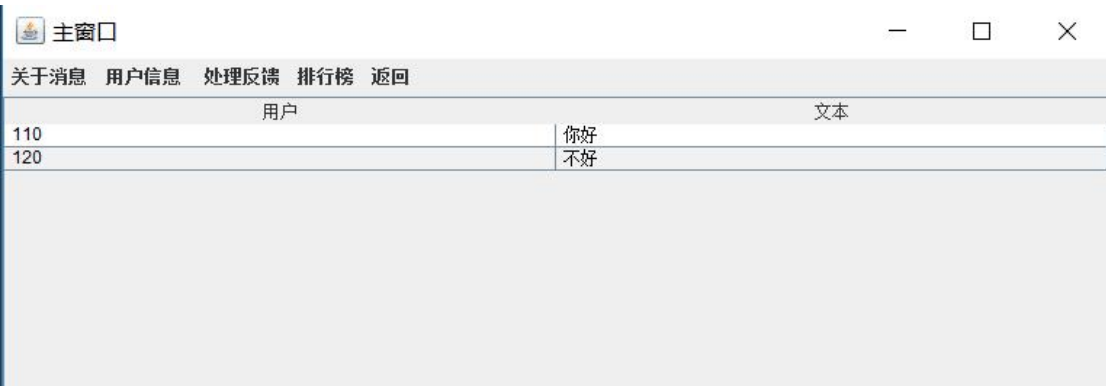 主窗口
关于消息 用户信息 处理反馈 排行榜 返回
用户 文本
110 你好
120 不好